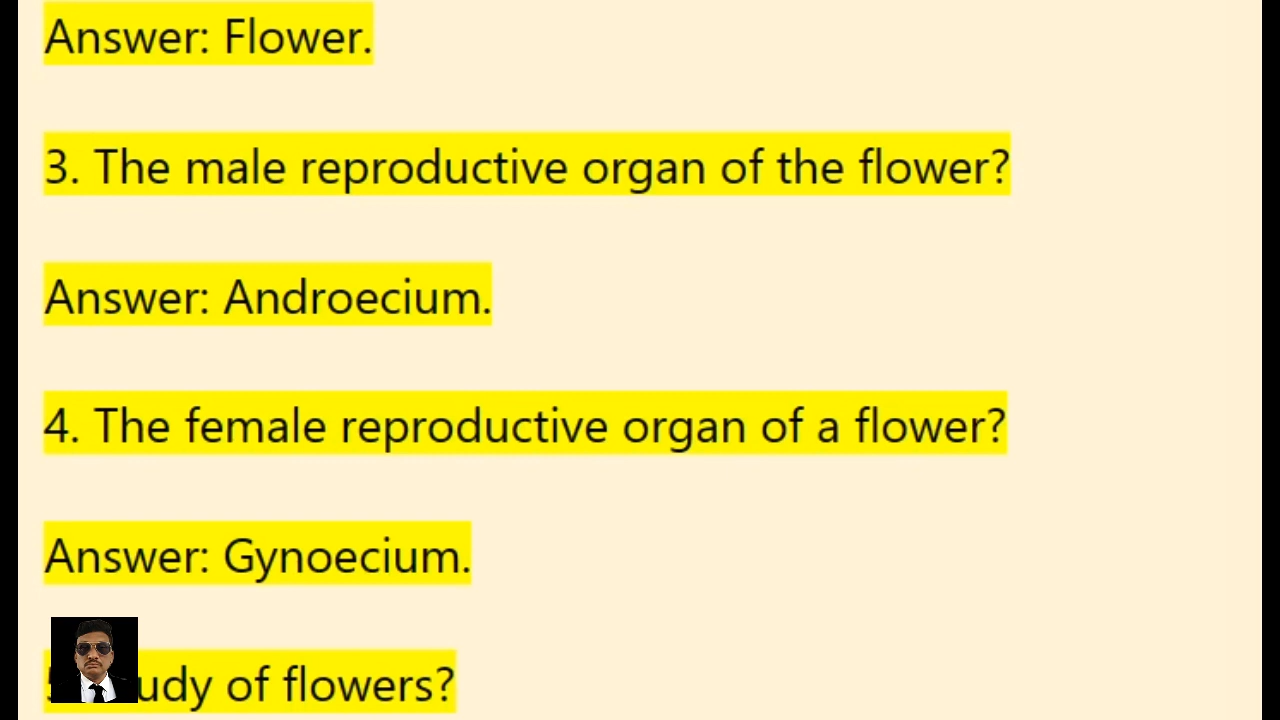 Answer: Flower.
3. The male reproductive organ of the flower?
Answer: Androecium.
4. The female reproductive organ of a flower?
Answer: Gynoecium.
of flowers?